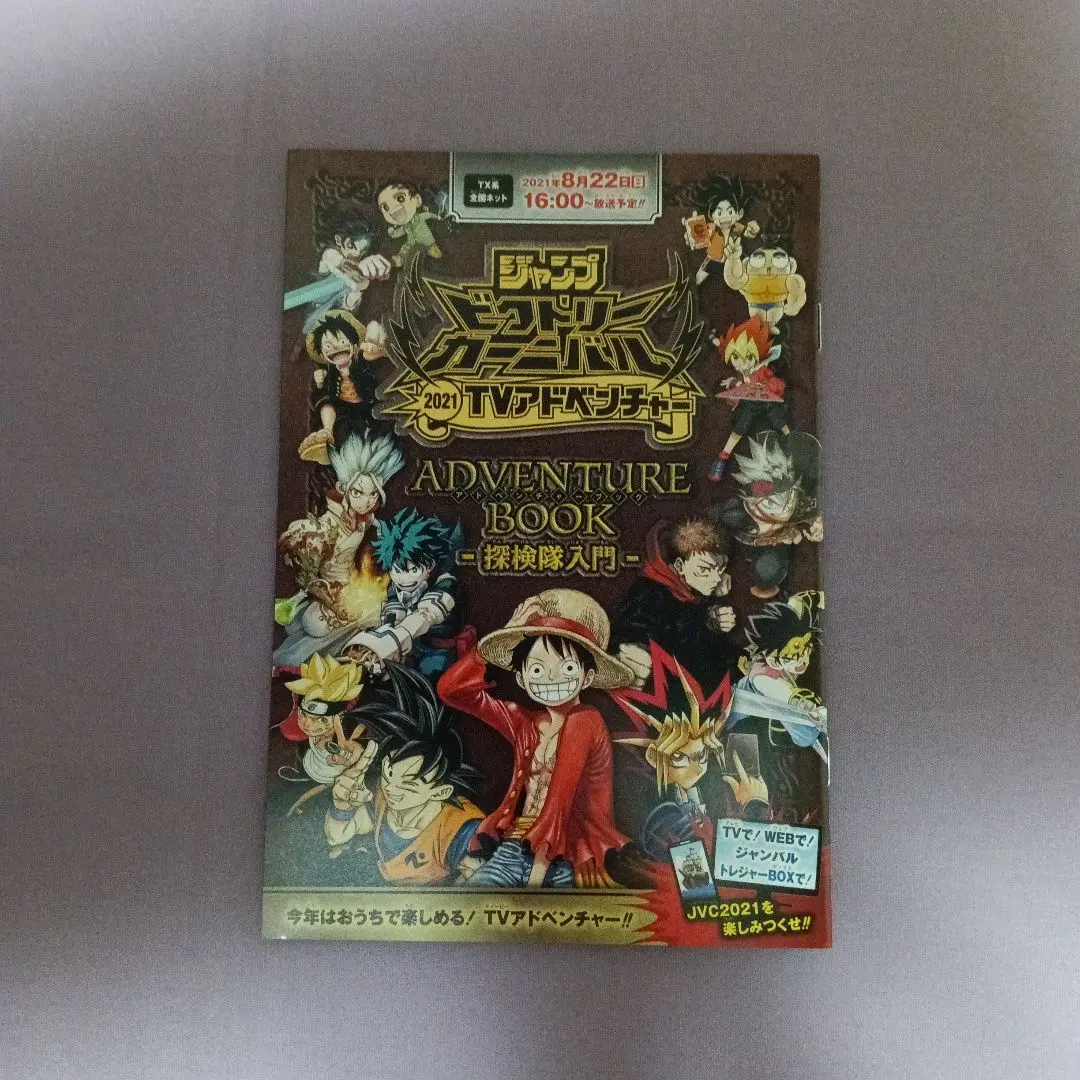 TX系
全国ネット
2021年8月22日日
16:00~放送予定!!
ジャンプ
ビクトリー
カーニバル
2021 TVアドベンチャー
ADVENTURE
アドベンチャーブック
BOOK
- 探検隊入門 -
TVで! WEBで!
ジャンバル
トレジャーBOXで!
JVC2021を
楽しみつくせ!!
今年はおうちで楽しめる! TVアドベンチャー!!